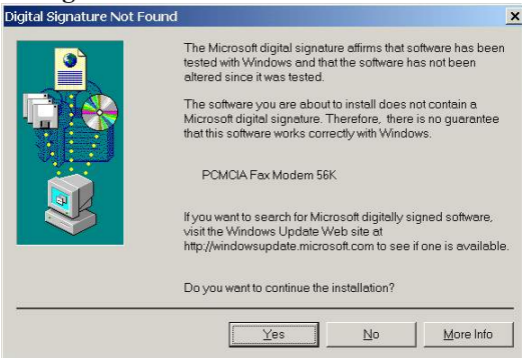 Digital Signature Not Found
The Microsoft digital signature affirms that software has been
tested with Windows and that the software has not been
altered since it was tested.
The software you are about to install does not contain a
Microsoft digital signature. Therefore, there is no guarantee
that this software works correctly with Windows.
PCMCIA Fax Modem 56K
If you want to search for Microsoft digitally signed software,
visit the Windows Update Web site at
http://windowsupdate.microsoft.com to see if one is available.
Do you want to continue the installation?
Yes No More Info